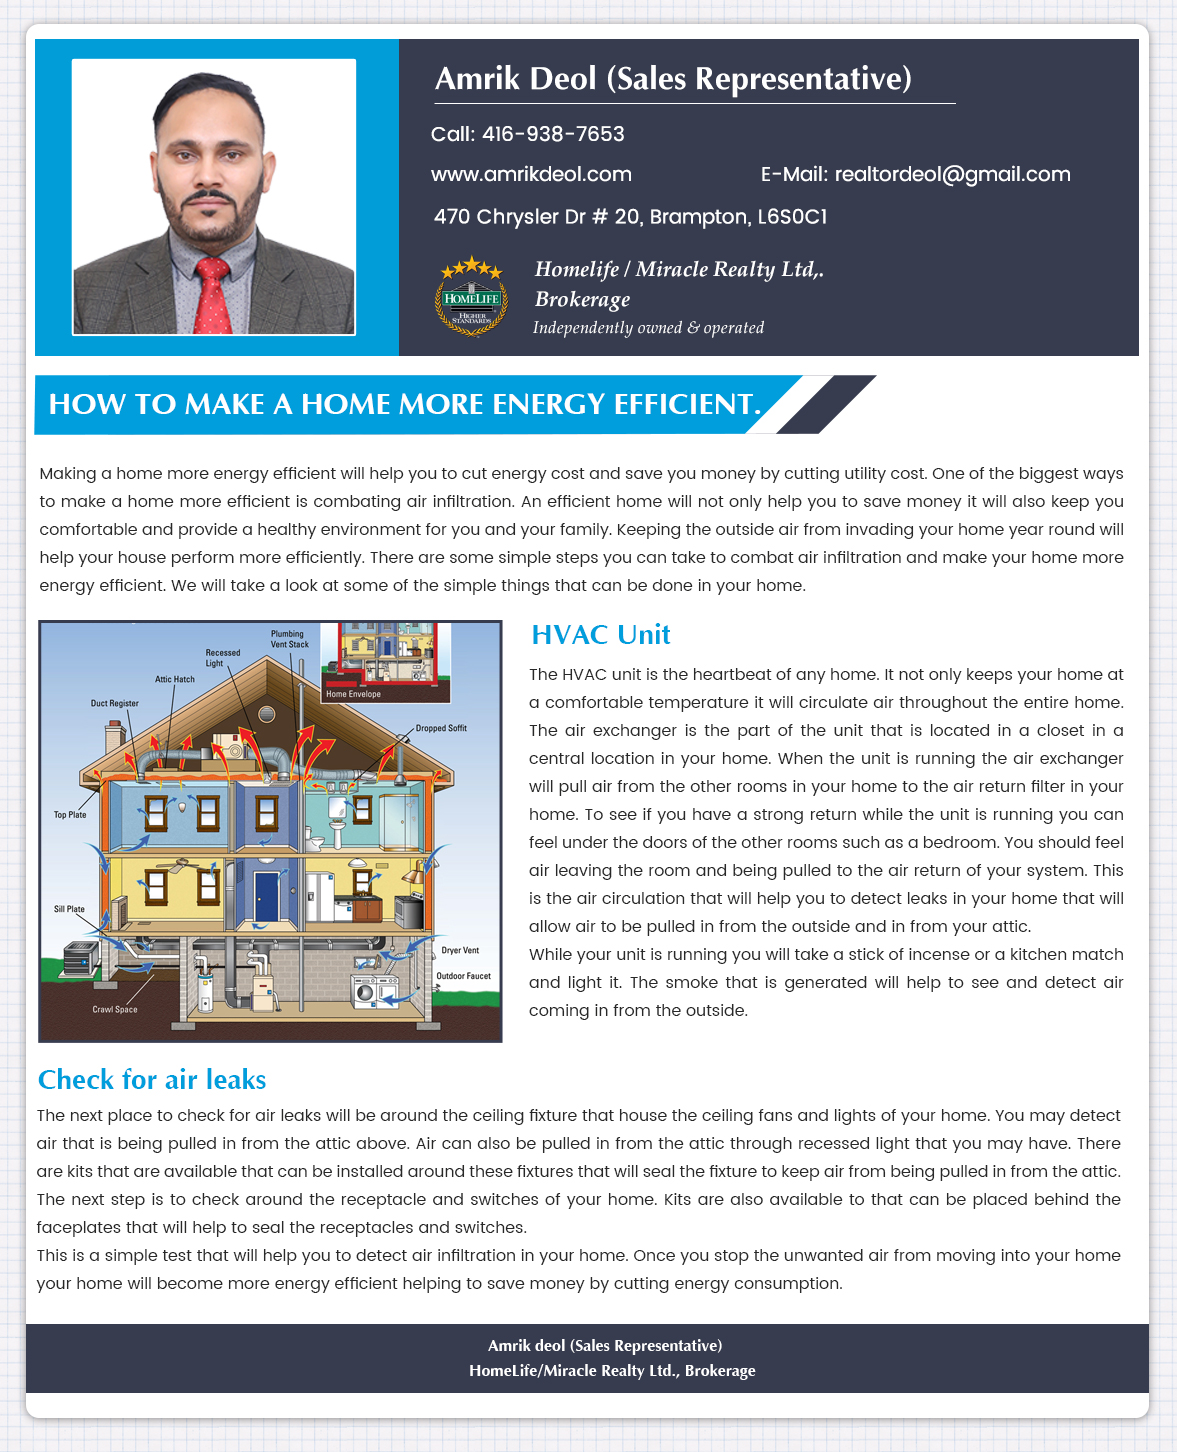 Amrik Deol (Sales Representative)
Call: 416-938-7653
www.amrikdeol.com
E-Mail: realtordeol@gmail.com
470 Chrysler Dr # 20, Brampton, L6S0C1
HOMELIFE
HIGHER
STANDARDS
Homelife / Miracle Realty Ltd,.
Brokerage
Independently owned & operated
HOW TO MAKE A HOME MORE ENERGY EFFICIENT.
Making a home more energy efficient will help you to cut energy cost and save you money by cutting utility cost. One of the biggest ways
to make a home more efficient is combating air infiltration. An efficient home will not only help you to save money it will also keep you
comfortable and provide a healthy environment for you and your family. Keeping the outside air from invading your home year round will
help your house perform more efficiently. There are some simple steps you can take to combat air infiltration and make your home more
energy efficient. We will take a look at some of the simple things that can be done in your home.
Plumbing
Vent Stack
Recessed
Light
Attic Hatch
Duct Register
Home Envelope
Dropped Soffit
Top Plate
Sill Plate
Dryer Vent
Outdoor Faucet
Crawl Space
HVAC Unit
The HVAC unit is the heartbeat of any home. It not only keeps your home at
a comfortable temperature it will circulate air throughout the entire home.
The air exchanger is the part of the unit that is located in a closet in a
central location in your home. When the unit is running the air exchanger
will pull air from the other rooms in your home to the air return filter in your
home. To see if you have a strong return while the unit is running you can
feel under the doors of the other rooms such as a bedroom. You should feel
air leaving the room and being pulled to the air return of your system. This
is the air circulation that will help you to detect leaks in your home that will
allow air to be pulled in from the outside and in from your attic.
While your unit is running you will take a stick of incense or a kitchen match
and light it. The smoke that is generated will help to see and detect air
coming in from the outside.
Check for air leaks
The next place to check for air leaks will be around the ceiling fixture that house the ceiling fans and lights of your home. You may detect
air that is being pulled in from the attic above. Air can also be pulled in from the attic through recessed light that you may have. There
are kits that are available that can be installed around these fixtures that will seal the fixture to keep air from being pulled in from the attic.
The next step is to check around the receptacle and switches of your home. Kits are also available to that can be placed behind the
faceplates that will help to seal the receptacles and switches.
This is a simple test that will help you to detect air infiltration in your home. Once you stop the unwanted air from moving into your home
your home will become more energy efficient helping to save money by cutting energy consumption.
Amrik deol (Sales Representative)
HomeLife/Miracle Realty Ltd., Brokerage